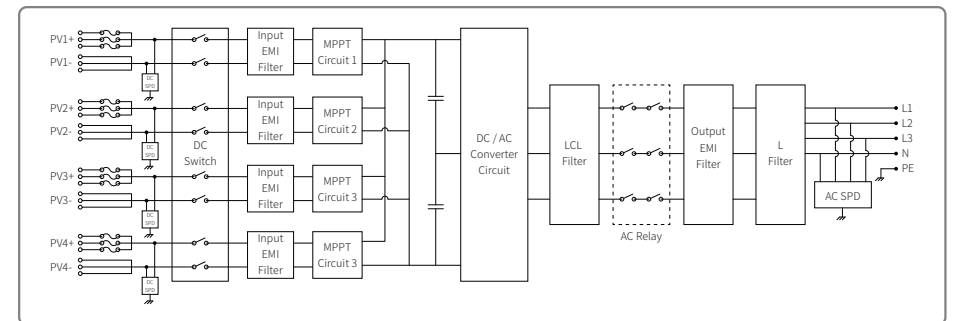 PV1+
PV1-
DC
SPD
Input
EMI
Filter
MPPT
Circuit 1
PV2+
PV2-
DC
SPD
DC
Switch
Input
EMI
Filter
MPPT
Circuit 2
PV3+
PV3-
DC
SPD
Input
EMI
Filter
MPPT
Circuit 3
PV4+
PV4-
DC
SPD
Input
EMI
Filter
MPPT
Circuit 3
DC / AC
Converter
Circuit
LCL
Filter
AC Relay
Output
EMI
Filter
L
Filter
L1
L2
L3
N
PE
AC SPD